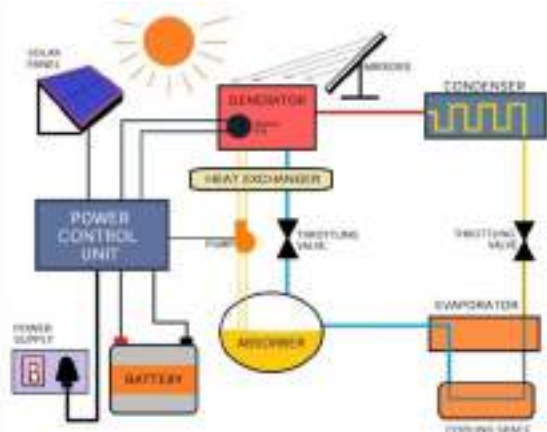 SOLAR
PANEL
MIRRORS
GENERATOR
CONDENSER
HEAT EXCHANGER
POWER
CONTROL
UNIT
PUMP
THROTTLING
VALVE
THROTTLING
VALVE
POWER
SUPPLY
EVAPORATOR
ABSORBER
BATTERY
COOLING SPACE